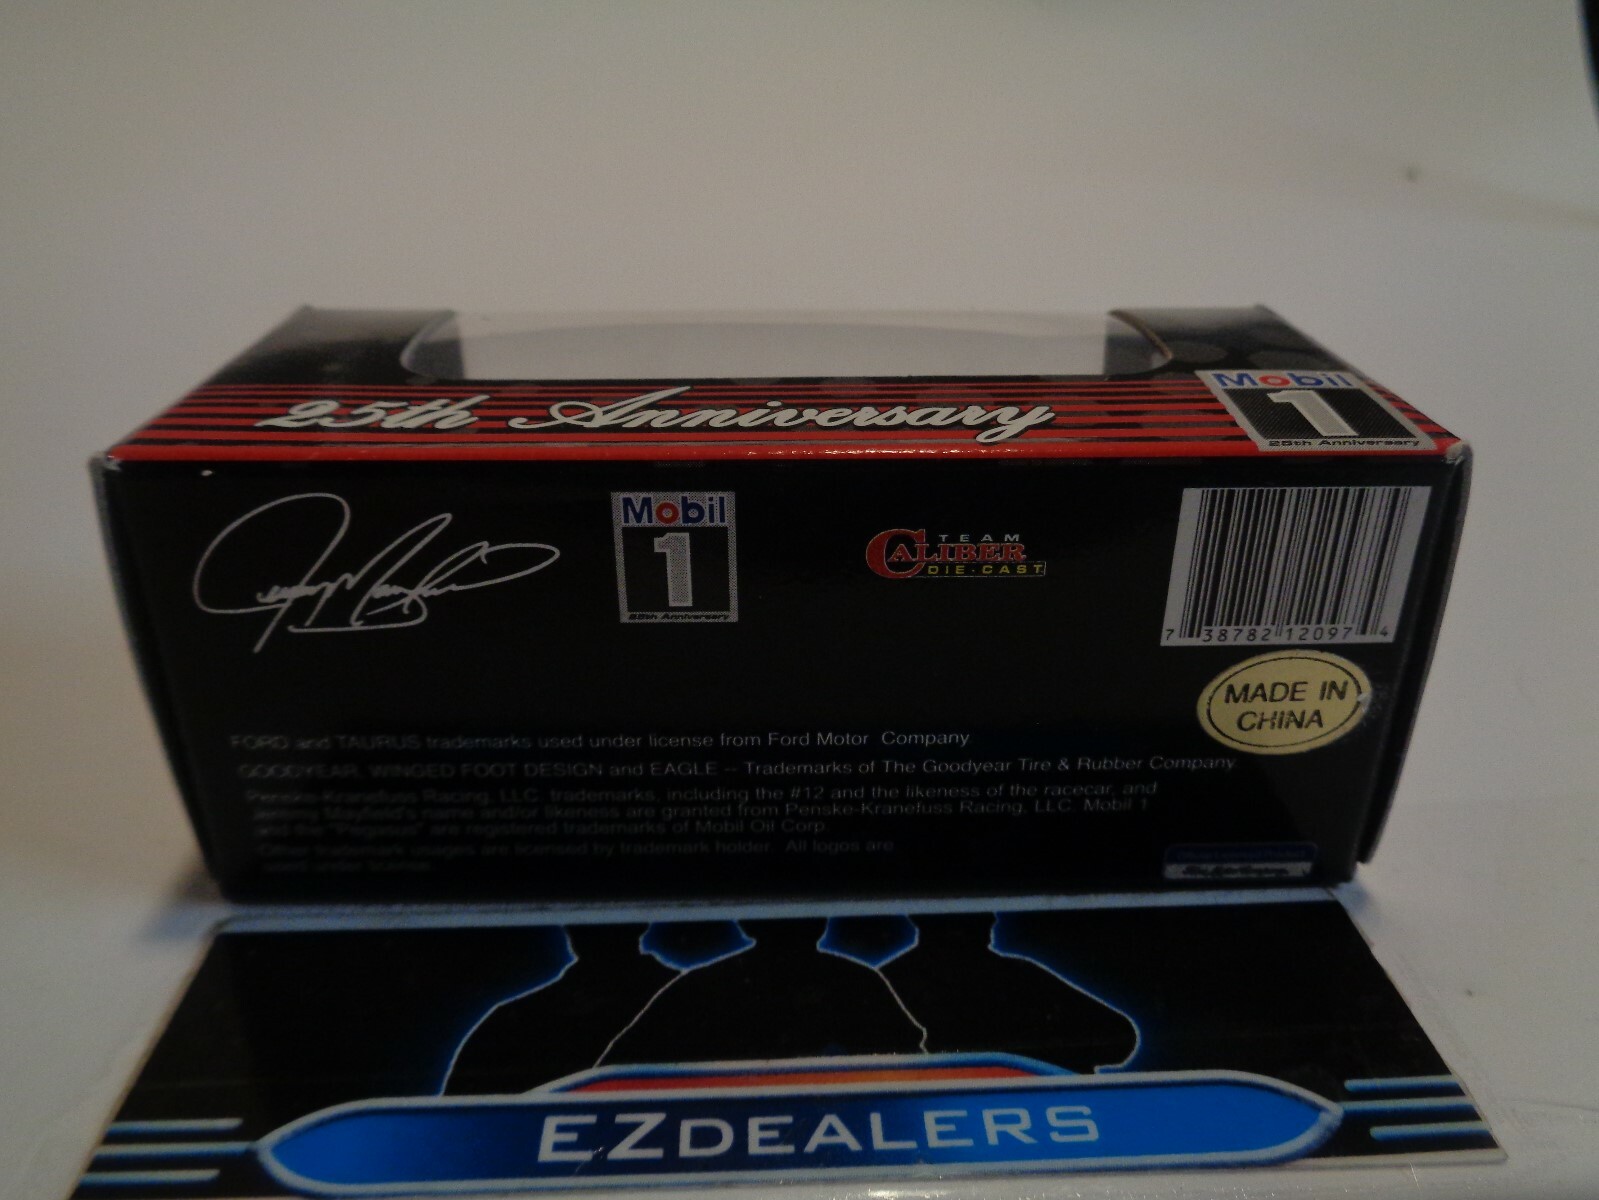 25th Anniversary
Mobil
1
25th Anniversary
Mobil
1
25th Anniversary
TEAM
CALIBER
DIE-CAST
7 38782 12097 4
MADE IN
CHINA
FORD and TAURUS trademarks used under license from Ford Motor Company.
GOODYEAR, WINGED FOOT DESIGN and EAGLE -- Trademarks of The Goodyear Tire & Rubber Company.
Penske-Kranefuss Racing, LLC. trademarks, including the #12 and the likeness of the racecar, and
Jeremy Mayfield's name and/or likeness are granted from Penske-Kranefuss Racing, LLC. Mobil 1
and the "Pegasus" are registered trademarks of Mobil Oil Corp.
Other trademark usages are licensed by trademark holder. All logos are
used under license.
EZDEALERS